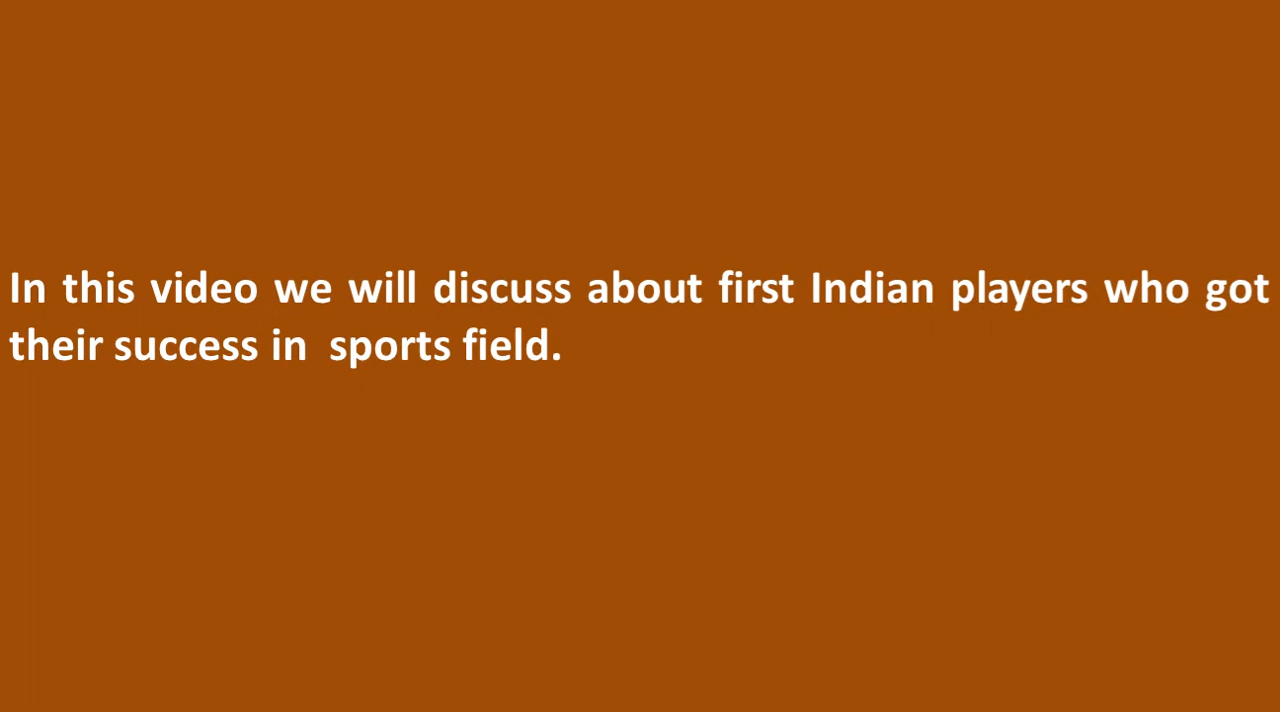 In this video we will discuss about first Indian players who got
their success in  sports field.